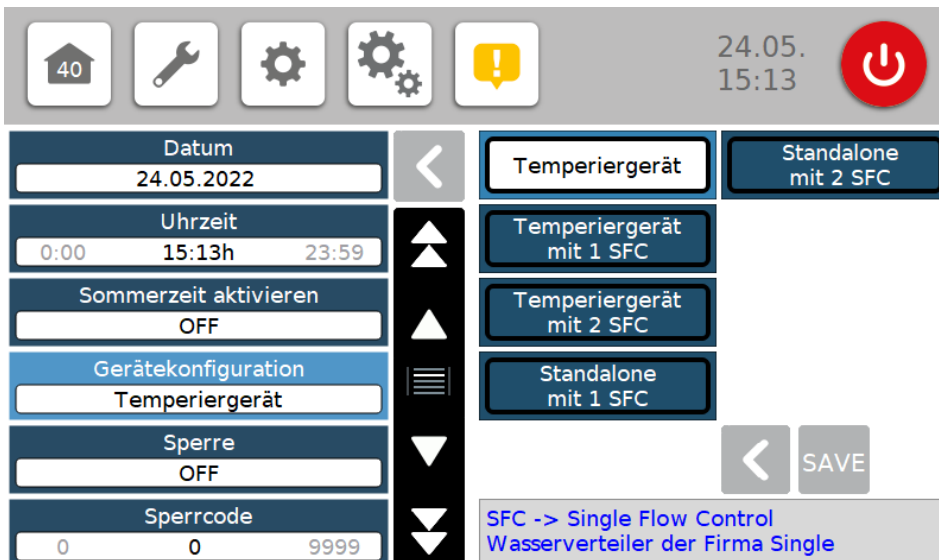 40
24.05.
15:13
Datum
24.05.2022
Uhrzeit
0:00 15:13h 23:59
Sommerzeit aktivieren
OFF
Gerätekonfiguration
Temperiergerät
Sperre
OFF
Sperrcode
0 0 9999
Temperiergerät
Standalone
mit 2 SFC
Temperiergerät
mit 1 SFC
Temperiergerät
mit 2 SFC
Standalone
mit 1 SFC
SAVE
SFC -> Single Flow Control
Wasserverteiler der Firma Single